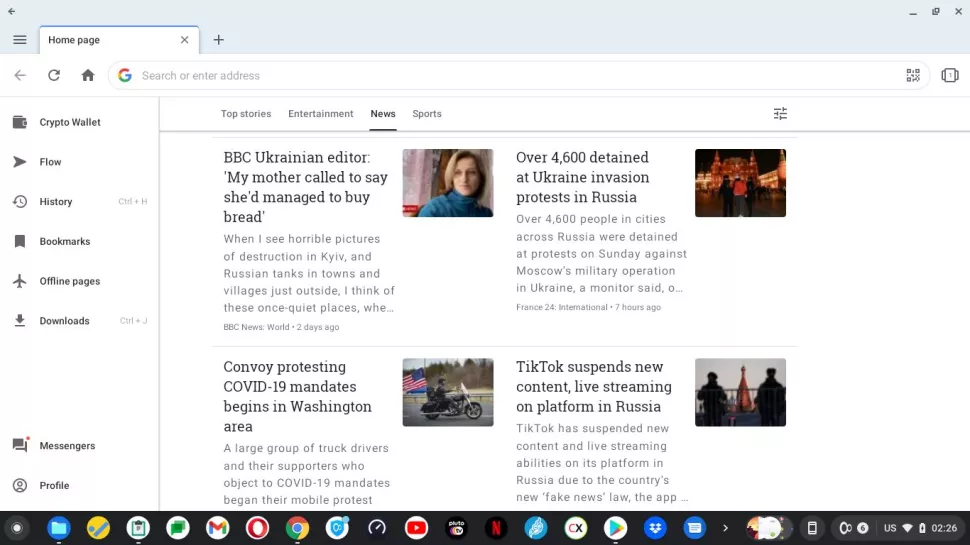 Home page
Search or enter address
1
Crypto Wallet
Flow
History Ctrl + H
Bookmarks
Offline pages
Downloads Ctrl + J
Messengers
Profile
Top stories Entertainment News Sports
BBC Ukrainian editor:
'My mother called to say
she'd managed to buy
bread'
When I see horrible pictures
of destruction in Kyiv, and
Russian tanks in towns and
villages just outside, I think of
these once-quiet places, whe…
BBC News: World • 2 days ago
Over 4,600 detained
at Ukraine invasion
protests in Russia
Over 4,600 people in cities
across Russia were detained
at protests on Sunday against
Moscow's military operation
in Ukraine, a monitor said, o…
France 24: International • 7 hours ago
Convoy protesting
COVID-19 mandates
begins in Washington
area
A large group of truck drivers
and their supporters who
object to COVID-19 mandates
began their mobile protest
TikTok suspends new
content, live streaming
on platform in Russia
TikTok has suspended new
content and live streaming
abilities on its platform in
Russia due to the country's
new 'fake news' law, the app …
pluto tv
CX
6 US 02:26